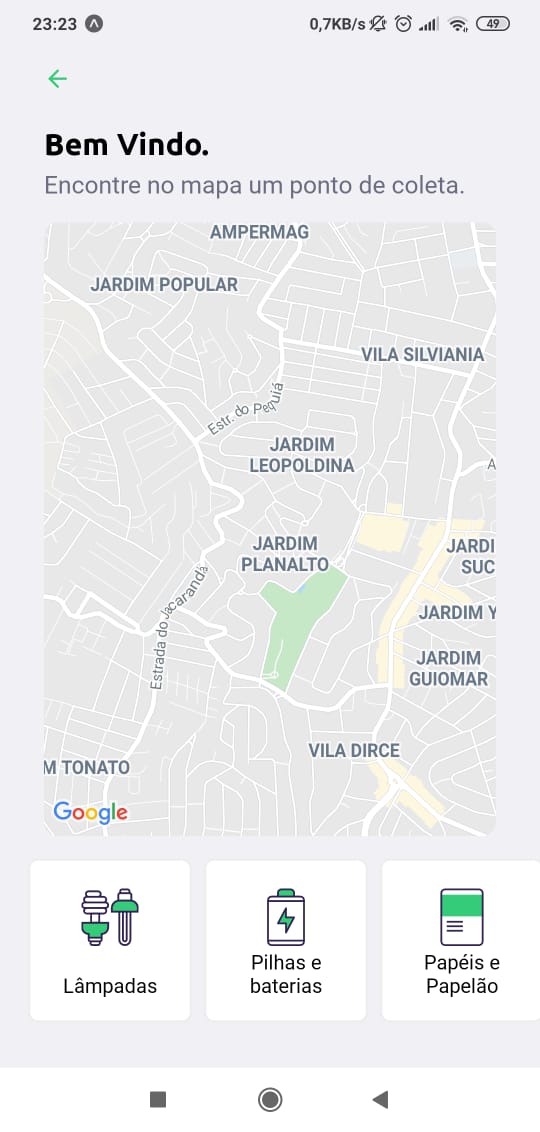 23:23
0,7KB/s
49
Bem Vindo.
Encontre no mapa um ponto de coleta.
AMPERMAG
JARDIM POPULAR
VILA SILVIANIA
Estr. do Pequiá
JARDIM
LEOPOLDINA
A
JARDIM
PLANALTO
JARDI
SUC
Estrada do Jacarandá
JARDIM Y
JARDIM
GUIOMAR
VILA DIRCE
M TONATO
Google
Lâmpadas
Pilhas e
baterias
Papéis e
Papelão